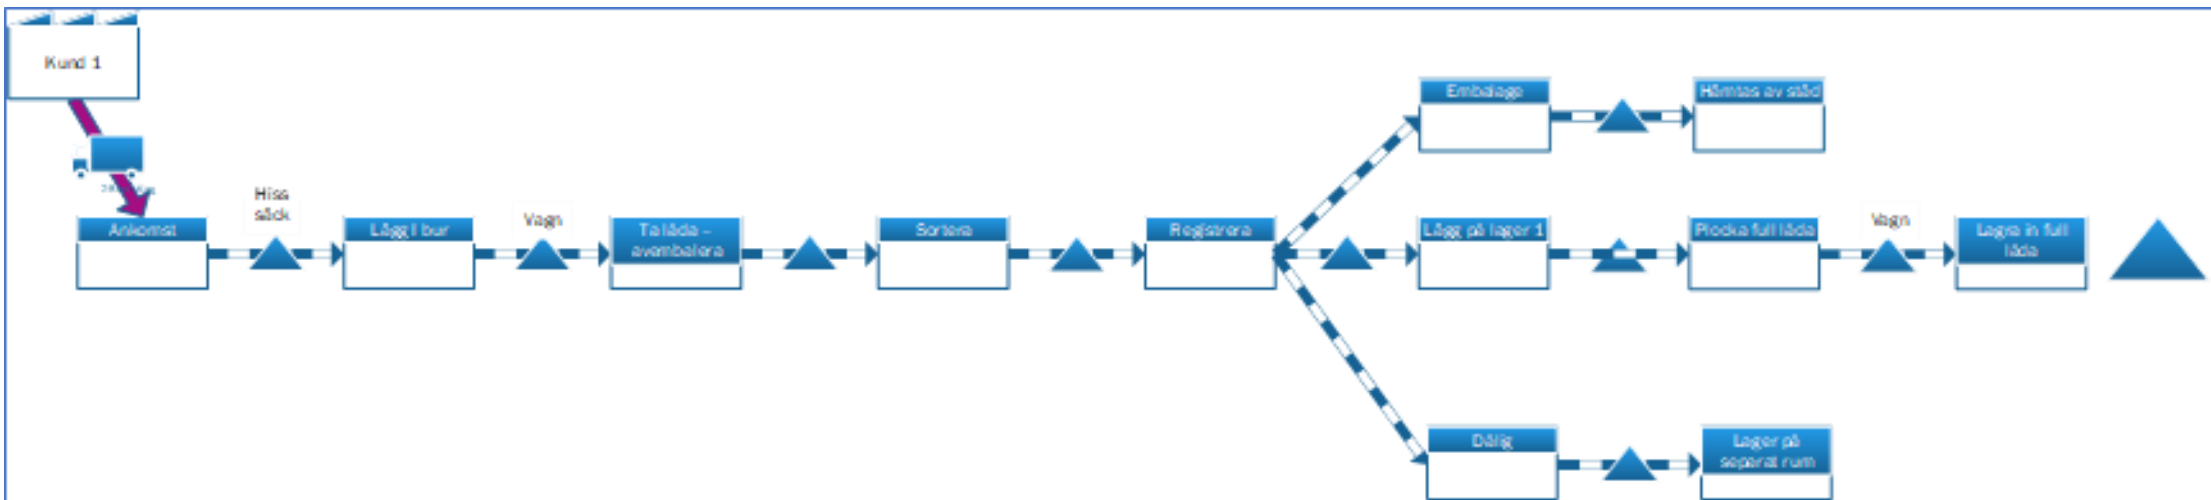 Kund 1
Hiss
säck
Vagn
Ankomst
Lägg I bur
Ta låda –
avembalera
Sortera
Registrera
Embalage
Hämtas av städ
Lägg på lager 1
Plocka full låda
Vagn
Lagra in full
låda
Dålig
Lager på
separat rum